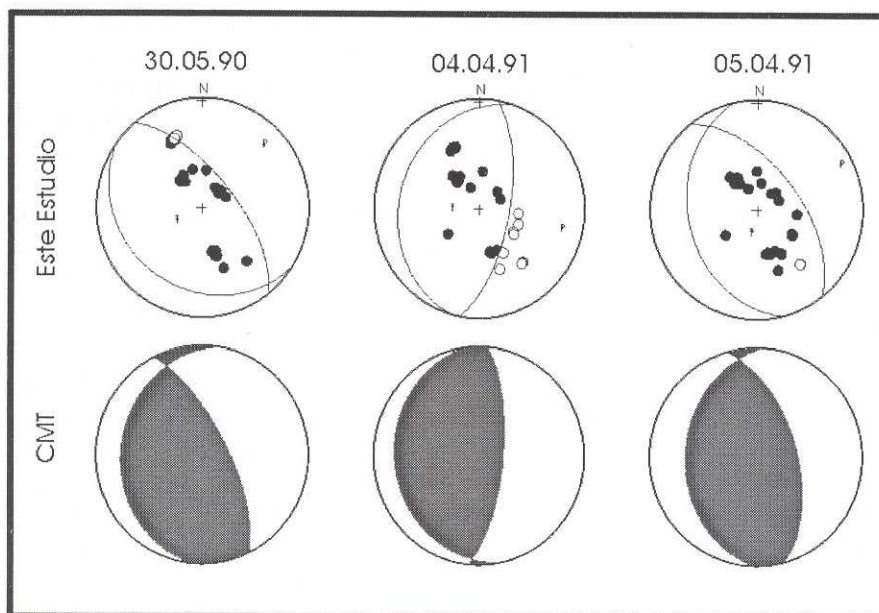 30.05.90 04.04.91 05.04.91
N N N
Este Estudio
P P P
T T T
CMT